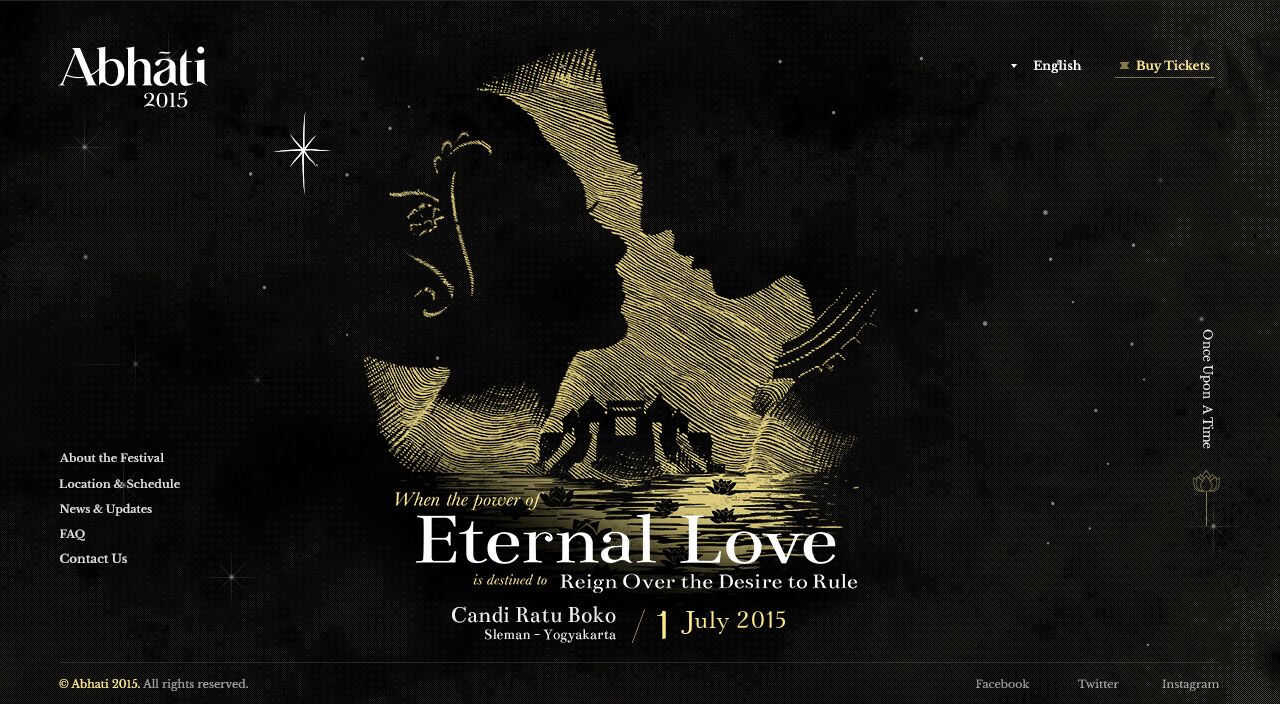 Abhāti
2015
English
Buy Tickets
Once Upon A Time
About the Festival
Location & Schedule
News & Updates
FAQ
Contact Us
When the power of
Eternal Love
is destined to Reign Over the Desire to Rule
Candi Ratu Boko
Sleman - Yogyakarta
/ 1 July 2015
© Abhati 2015. All rights reserved.
Facebook
Twitter
Instagram